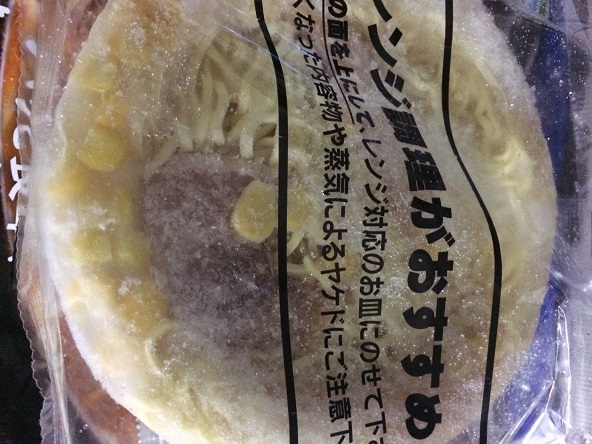 レンジ調理がおすすめ
の面を上にして、レンジ対応のお皿にのせて下さ
くなった内容物や蒸気によるヤケドにご注意下